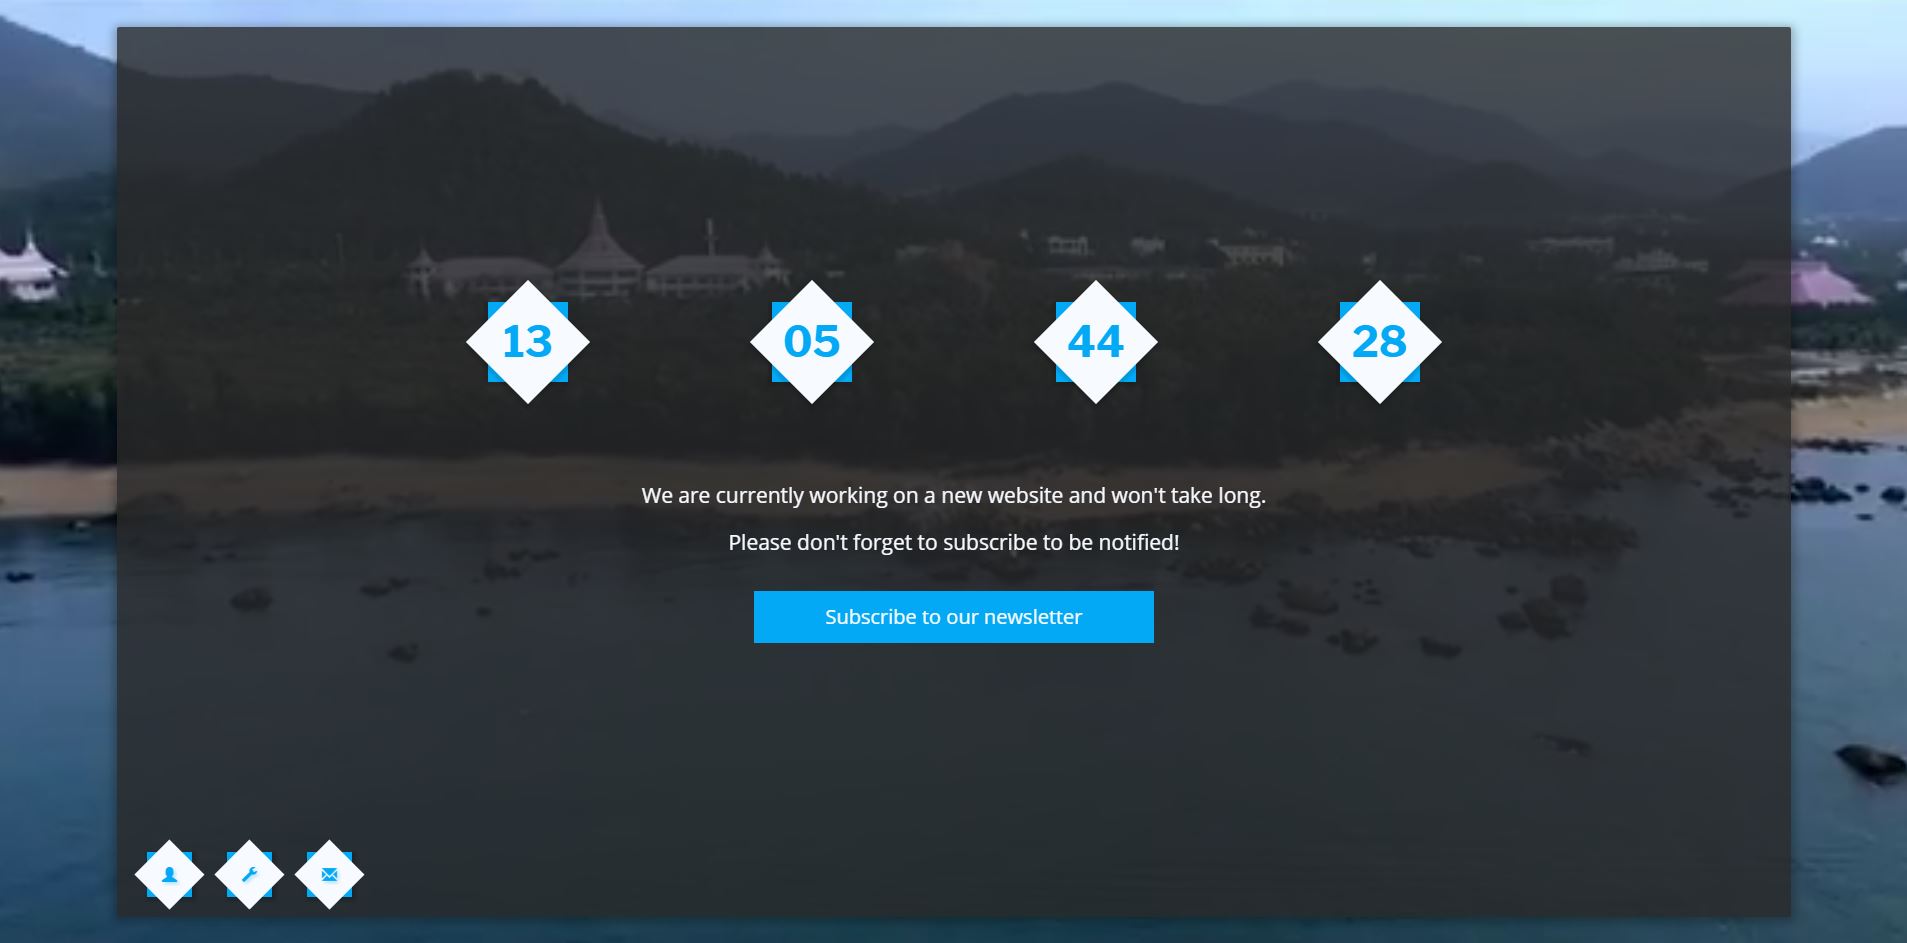 13
05
44
28
We are currently working on a new website and won't take long.
Please don't forget to subscribe to be notified!
Subscribe to our newsletter